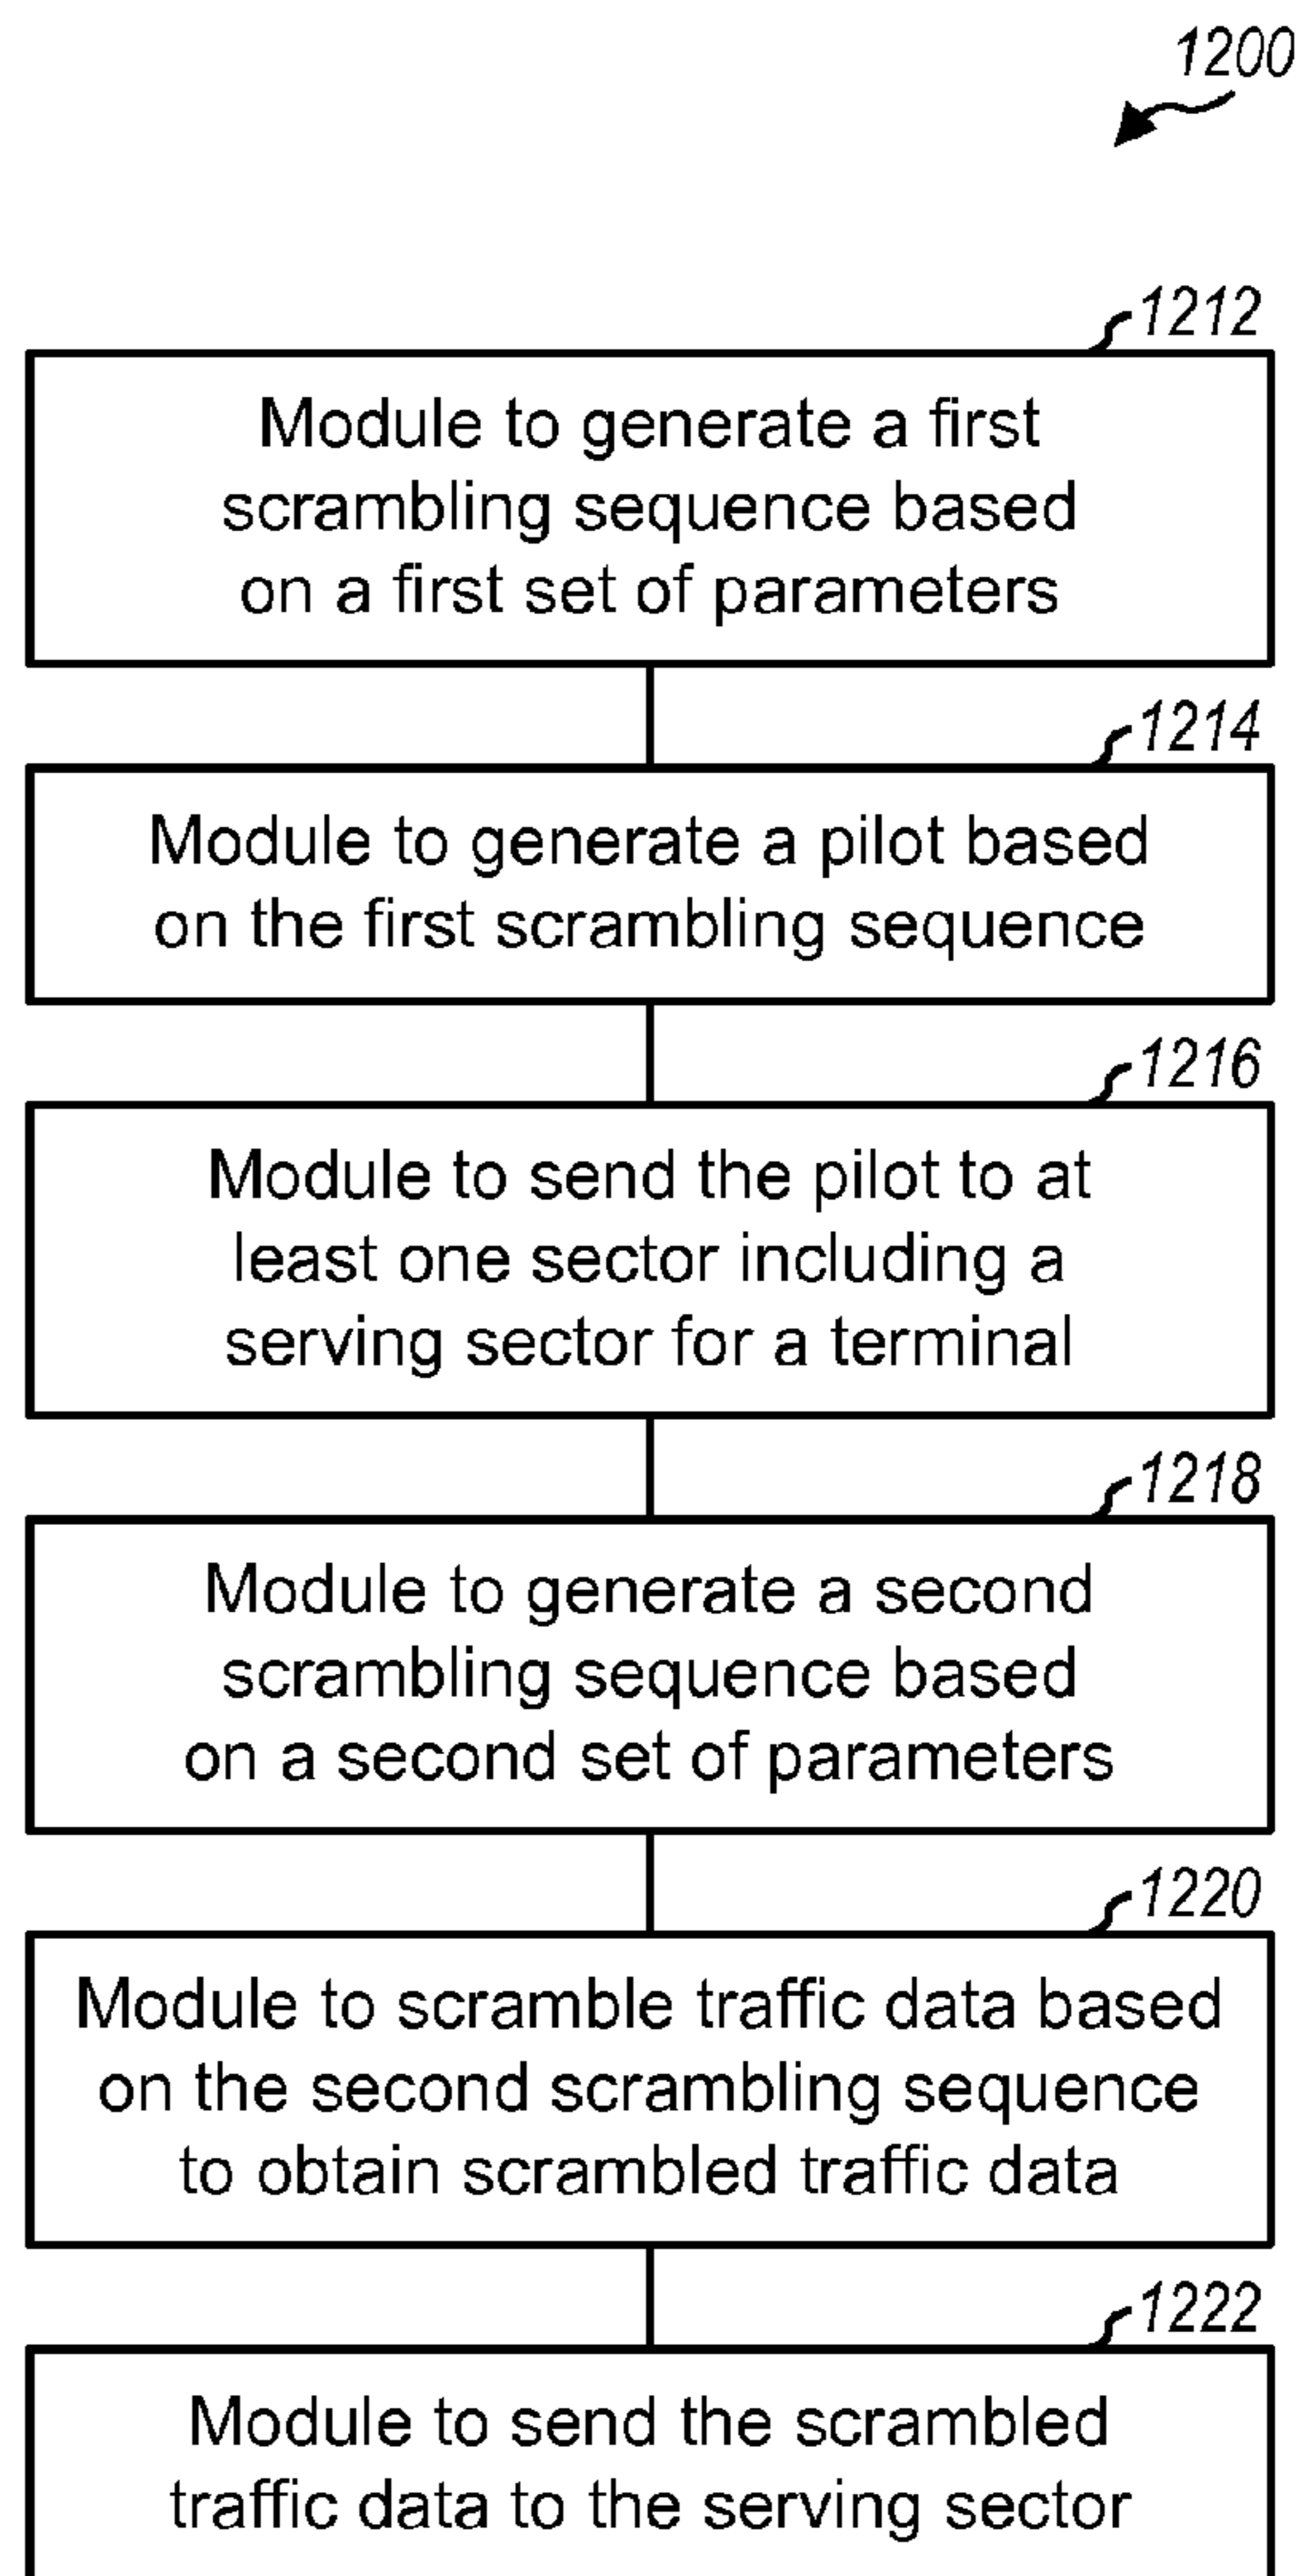 1200
1212
Module to generate a first
scrambling sequence based
on a first set of parameters
1214
Module to generate a pilot based
on the first scrambling sequence
1216
Module to send the pilot to at
least one sector including a
serving sector for a terminal
1218
Module to generate a second
scrambling sequence based
on a second set of parameters
1220
Module to scramble traffic data based
on the second scrambling sequence
to obtain scrambled traffic data
1222
Module to send the scrambled
traffic data to the serving sector